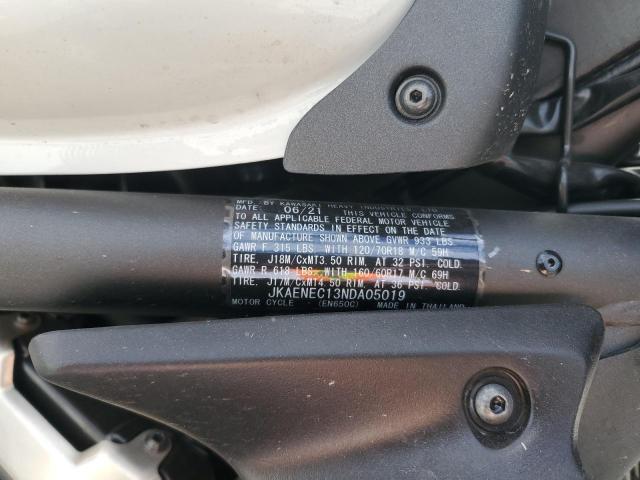 MFD. BY KAWASAKI HEAVY INDUSTRIES, LTD.
DATE: 06/21 THIS VEHICLE CONFORMS
TO ALL APPLICABLE FEDERAL MOTOR VEHICLE
SAFETY STANDARDS IN EFFECT ON THE DATE
OF MANUFACTURE SHOWN ABOVE GVWR 933 LBS
GAWR F 315 LBS. WITH 120/70R18 M/C 59H
TIRE. J18M/CxMT3.50 RIM. AT 32 PSI. COLD.
GAWR R 618 LBS. WITH 160/60R17 M/C 69H
TIRE. J17M/CxMT4.50 RIM. AT 36 PSI. COLD.
JKAENEC13NDA05019
MOTOR CYCLE (EN650C) MADE IN THAILAND